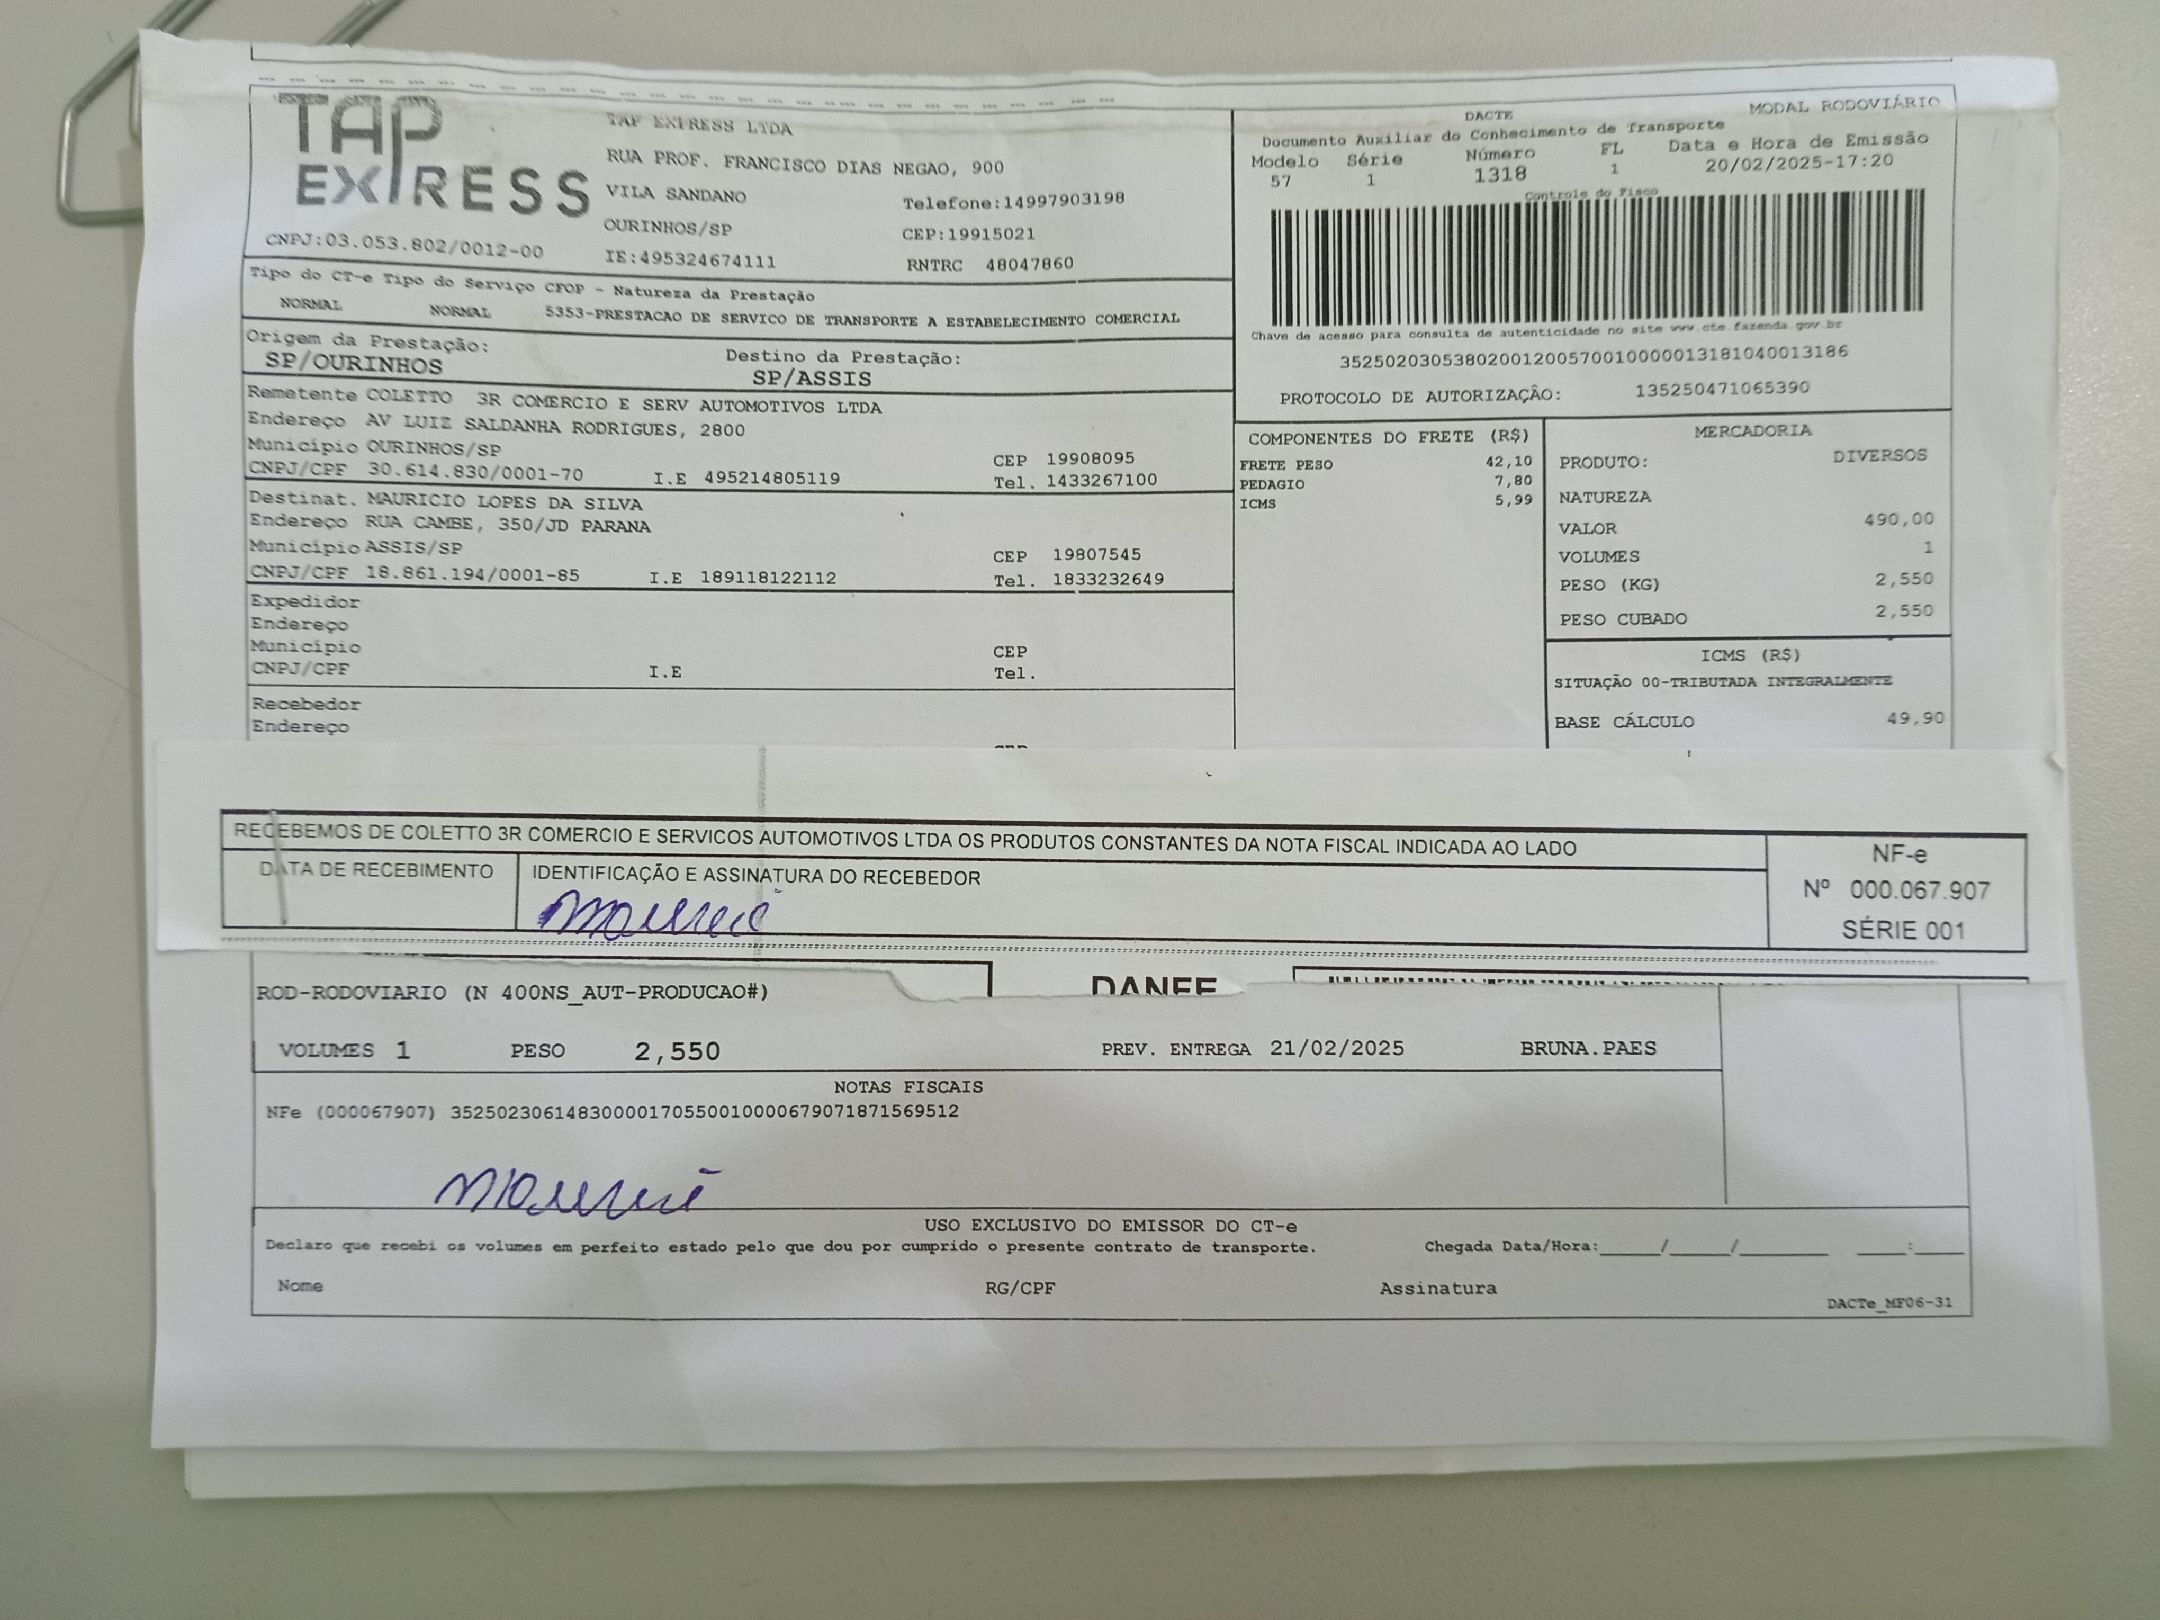 TAP
EXPRESS
TAP EXPRESS LTDA
RUA PROF. FRANCISCO DIAS NEGAO, 900
VILA SANDANO Telefone:14997903198
OURINHOS/SP CEP:19915021
CNPJ:03.053.802/0012-00 IE:495324674111 RNTRC 48047860
DACTE MODAL RODOVIÁRIO
Documento Auxiliar do Conhecimento de Transporte
Modelo Série Número FL Data e Hora de Emissão
57 1 1318 1 20/02/2025-17:20
Controle do Fisco
Chave de acesso para consulta de autenticidade no site www.cte.fazenda.gov.br
35250203053802001200570010000013181040013186
PROTOCOLO DE AUTORIZAÇÃO: 135250471065390
Tipo do CT-e Tipo do Serviço CFOP - Natureza da Prestação
NORMAL NORMAL 5353-PRESTACAO DE SERVICO DE TRANSPORTE A ESTABELECIMENTO COMERCIAL
Origem da Prestação: Destino da Prestação:
SP/OURINHOS SP/ASSIS
Remetente COLETTO 3R COMERCIO E SERV AUTOMOTIVOS LTDA
Endereço AV LUIZ SALDANHA RODRIGUES, 2800
Município OURINHOS/SP CEP 19908095
CNPJ/CPF 30.614.830/0001-70 I.E 495214805119 Tel. 1433267100
Destinat. MAURICIO LOPES DA SILVA
Endereço RUA CAMBE, 350/JD PARANA
Município ASSIS/SP CEP 19807545
CNPJ/CPF 18.861.194/0001-85 I.E 189118122112 Tel. 1833232649
Expedidor
Endereço
Município CEP
CNPJ/CPF I.E Tel.
Recebedor
Endereço
COMPONENTES DO FRETE (R$)
FRETE PESO 42,10
PEDAGIO 7,80
ICMS 5,99
MERCADORIA
PRODUTO: DIVERSOS
NATUREZA
VALOR 490,00
VOLUMES 1
PESO (KG) 2,550
PESO CUBADO 2,550
ICMS (R$)
SITUAÇÃO 00-TRIBUTADA INTEGRALMENTE
BASE CÁLCULO 49,90
RECEBEMOS DE COLETTO 3R COMERCIO E SERVICOS AUTOMOTIVOS LTDA OS PRODUTOS CONSTANTES DA NOTA FISCAL INDICADA AO LADO
DATA DE RECEBIMENTO IDENTIFICAÇÃO E ASSINATURA DO RECEBEDOR
NF-e
Nº 000.067.907
SÉRIE 001
DANFE
ROD-RODOVIARIO (N 400NS_AUT-PRODUCAO#)
VOLUMES 1 PESO 2,550 PREV. ENTREGA 21/02/2025 BRUNA.PAES
NOTAS FISCAIS
NFe (000067907) 35250230614830000170550010000679071871569512
USO EXCLUSIVO DO EMISSOR DO CT-e
Declaro que recebi os volumes em perfeito estado pelo que dou por cumprido o presente contrato de transporte. Chegada Data/Hora:____/____/______ ___:___
Nome RG/CPF Assinatura
DACTe_MF06-31